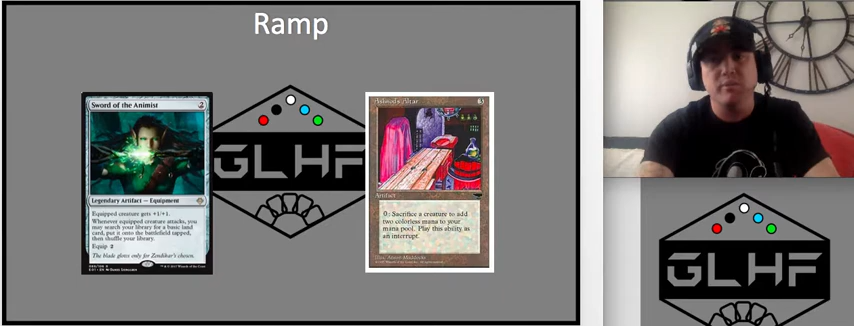 Ramp
Sword of the Animist 2
Legendary Artifact — Equipment
Equipped creature gets +1/+1.
Whenever equipped creature attacks, you
may search your library for a basic land
card, put it onto the battlefield tapped,
then shuffle your library.
Equip 2
The blade glows only for Zendikar's chosen.
GLHF
Ashnod's Altar 3
Artifact
0: Sacrifice a creature to add
two colorless mana to your
mana pool. Play this ability as
an interrupt.
GLHF